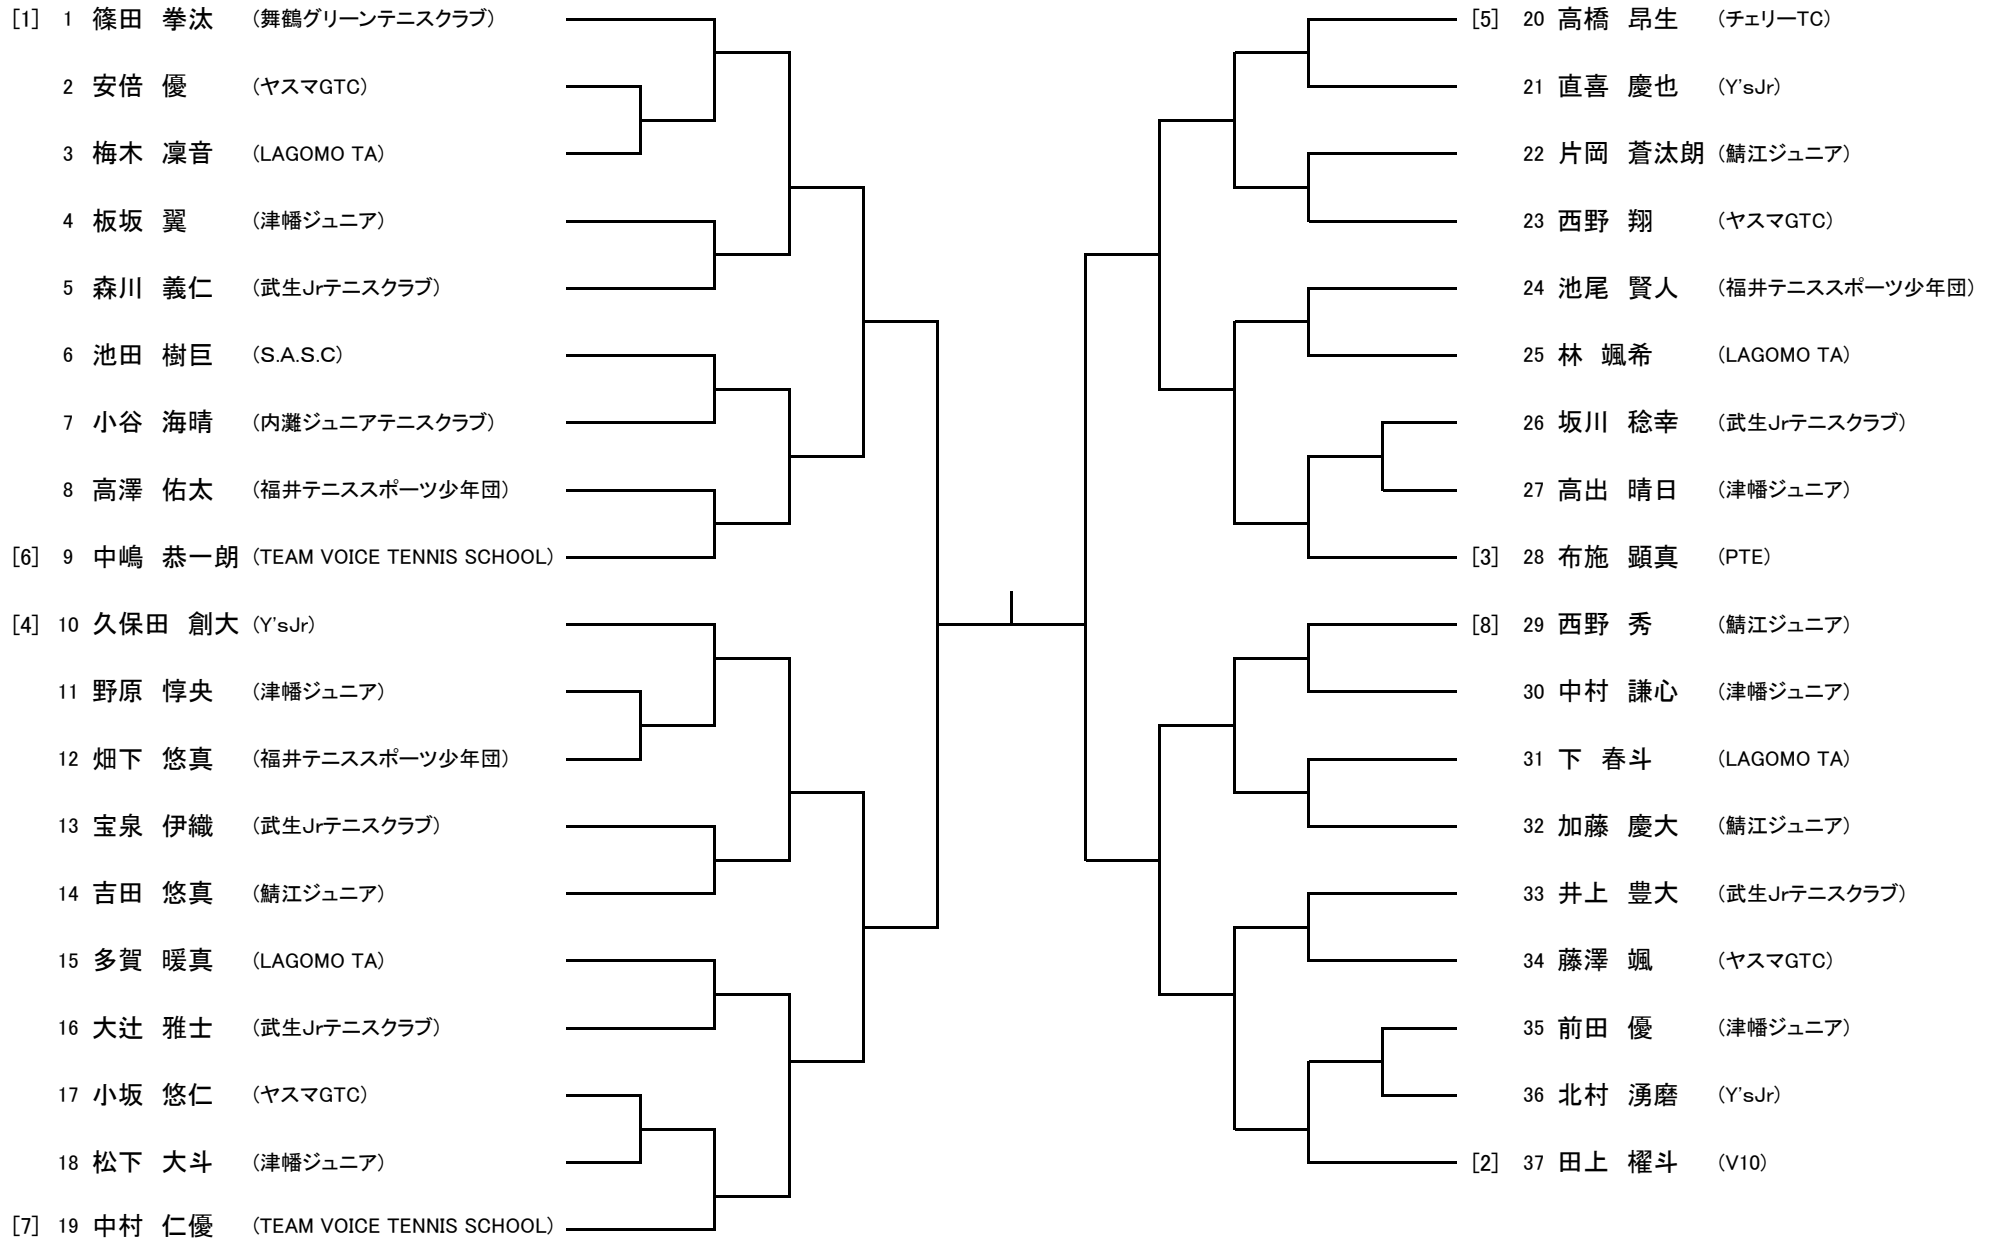 [1] 1 篠田 拳汰 (舞鶴グリーンテニスクラブ)
2 安倍 優 (ヤスマGTC)
3 梅木 凜音 (LAGOMO TA)
4 板坂 翼 (津幡ジュニア)
5 森川 義仁 (武生Jrテニスクラブ)
6 池田 樹巨 (S.A.S.C)
7 小谷 海晴 (内灘ジュニアテニスクラブ)
8 高澤 佑太 (福井テニススポーツ少年団)
[6] 9 中嶋 恭一朗 (TEAM VOICE TENNIS SCHOOL)
[4] 10 久保田 創大 (Y'sJr)
11 野原 惇央 (津幡ジュニア)
12 畑下 悠真 (福井テニススポーツ少年団)
13 宝泉 伊織 (武生Jrテニスクラブ)
14 吉田 悠真 (鯖江ジュニア)
15 多賀 暖真 (LAGOMO TA)
16 大辻 雅士 (武生Jrテニスクラブ)
17 小坂 悠仁 (ヤスマGTC)
18 松下 大斗 (津幡ジュニア)
[7] 19 中村 仁優 (TEAM VOICE TENNIS SCHOOL)
[5] 20 高橋 昂生 (チェリーTC)
21 直喜 慶也 (Y'sJr)
22 片岡 蒼汰朗 (鯖江ジュニア)
23 西野 翔 (ヤスマGTC)
24 池尾 賢人 (福井テニススポーツ少年団)
25 林 颯希 (LAGOMO TA)
26 坂川 稔幸 (武生Jrテニスクラブ)
27 高出 晴日 (津幡ジュニア)
[3] 28 布施 顕真 (PTE)
[8] 29 西野 秀 (鯖江ジュニア)
30 中村 謙心 (津幡ジュニア)
31 下 春斗 (LAGOMO TA)
32 加藤 慶大 (鯖江ジュニア)
33 井上 豊大 (武生Jrテニスクラブ)
34 藤澤 颯 (ヤスマGTC)
35 前田 優 (津幡ジュニア)
36 北村 湧磨 (Y'sJr)
[2] 37 田上 櫂斗 (V10)